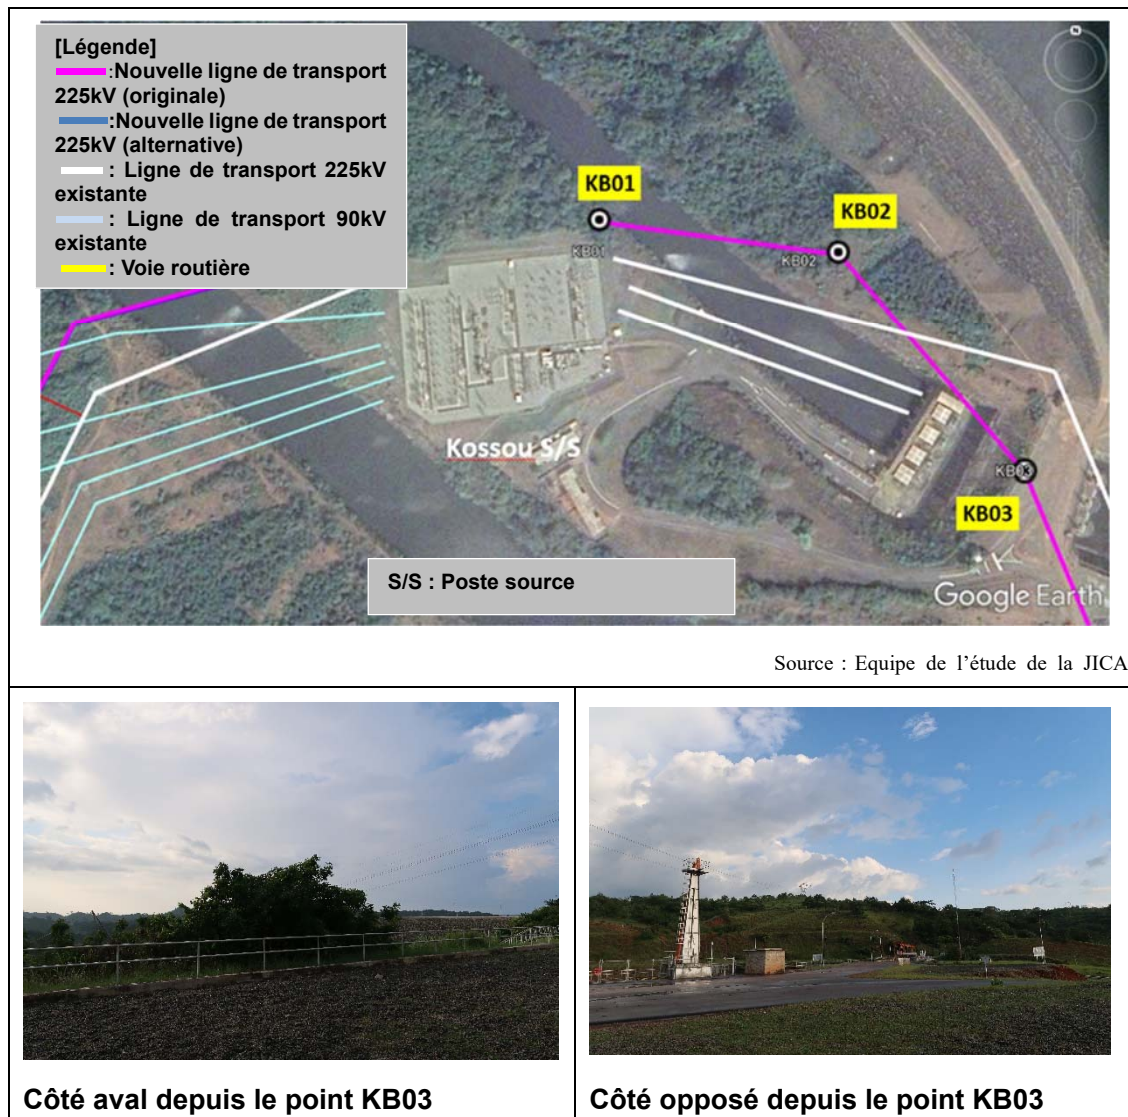 [Légende]
:Nouvelle ligne de transport
225kV (originale)
:Nouvelle ligne de transport
225kV (alternative)
: Ligne de transport 225kV
existante
: Ligne de transport 90kV
existante
: Voie routière
KB01
KB02
KB01
KB02
Kossou S/S
KB03
KB03
S/S : Poste source
Google Earth
Source : Equipe de l'étude de la JICA
Côté aval depuis le point KB03
Côté opposé depuis le point KB03